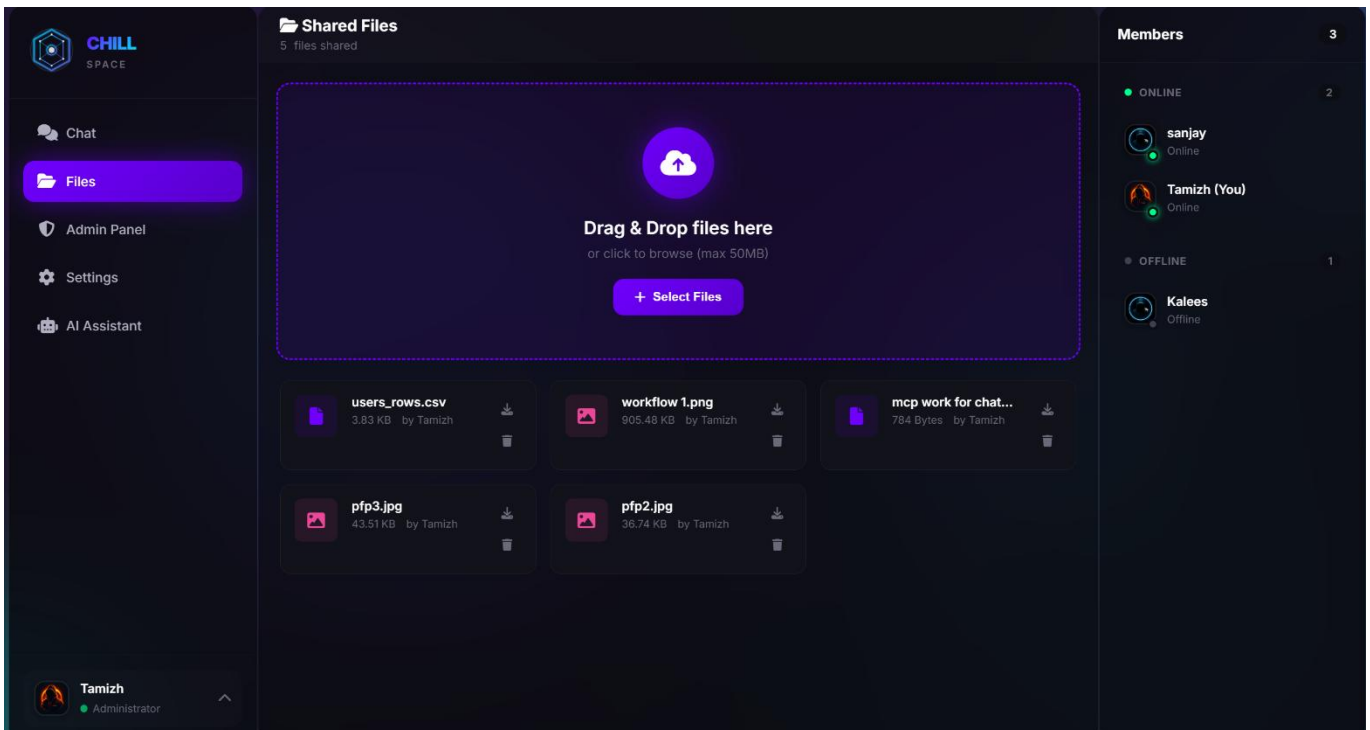 CHILL
SPACE
Chat
Files
Admin Panel
Settings
AI Assistant
Tamizh
Administrator
Shared Files
5 files shared
Drag & Drop files here
or click to browse (max 50MB)
+ Select Files
users_rows.csv
3.83 KB by Tamizh
workflow 1.png
905.48 KB by Tamizh
mcp work for chat...
784 Bytes by Tamizh
pfp3.jpg
43.51 KB by Tamizh
pfp2.jpg
36.74 KB by Tamizh
Members 3
ONLINE 2
sanjay
Online
Tamizh (You)
Online
OFFLINE 1
Kalees
Offline